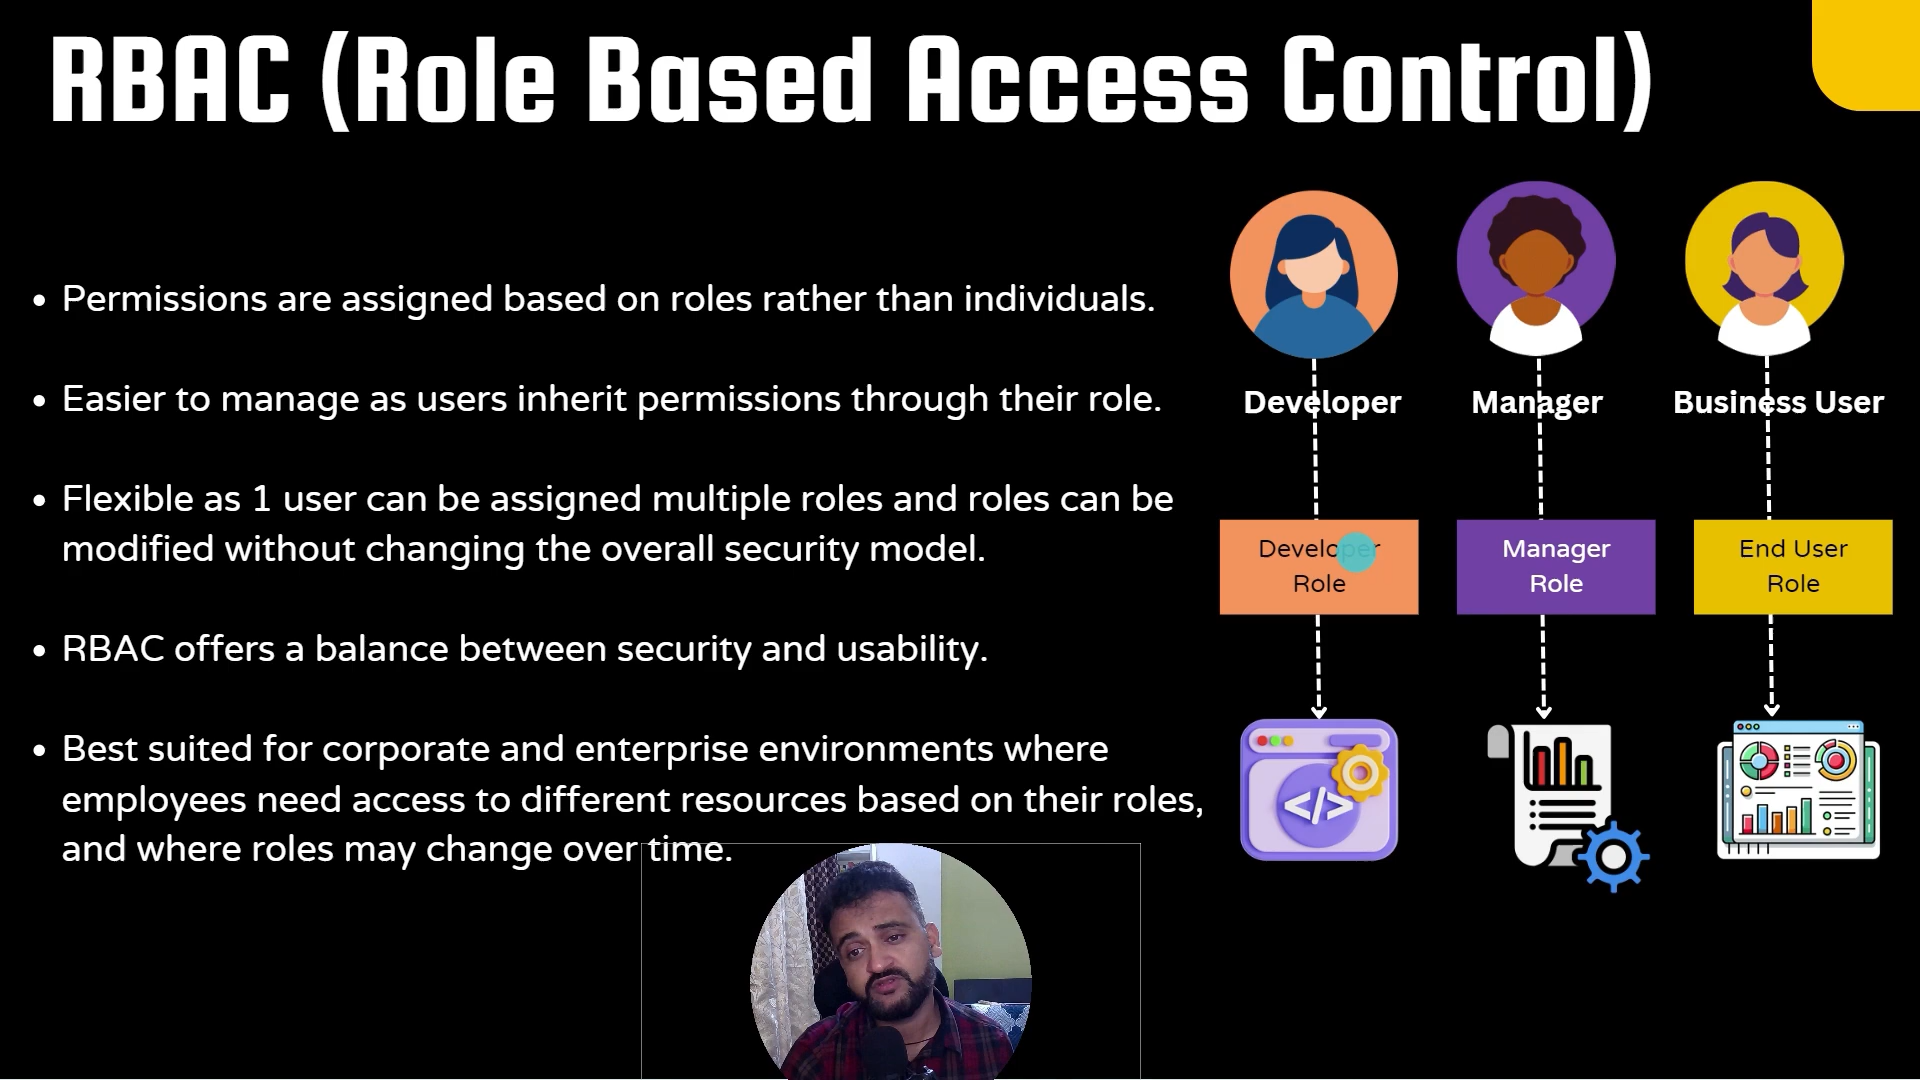 RBAC (Role Based Access Control)
• Permissions are assigned based on roles rather than individuals.
• Easier to manage as users inherit permissions through their role.
• Flexible as 1 user can be assigned multiple roles and roles can be
modified without changing the overall security model.
• RBAC offers a balance between security and usability.
• Best suited for corporate and enterprise environments where
employees need access to different resources based on their roles,
and where roles may change over time.
Developer
Manager
Business User
Developer
Role
Manager
Role
End User
Role
</>